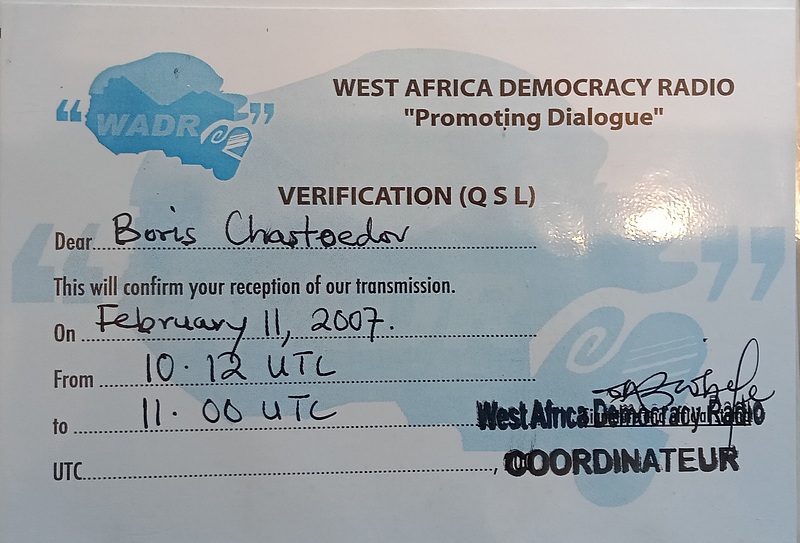 “WADR”
WEST AFRICA DEMOCRACY RADIO
"Promoting Dialogue"
VERIFICATION (Q S L)
Dear Boris Chastoedov
This will confirm your reception of our transmission.
On February 11, 2007.
From 10.12 UTC
to 11.00 UTC
West Africa Democracy Radio
UTC ,
COORDINATEUR